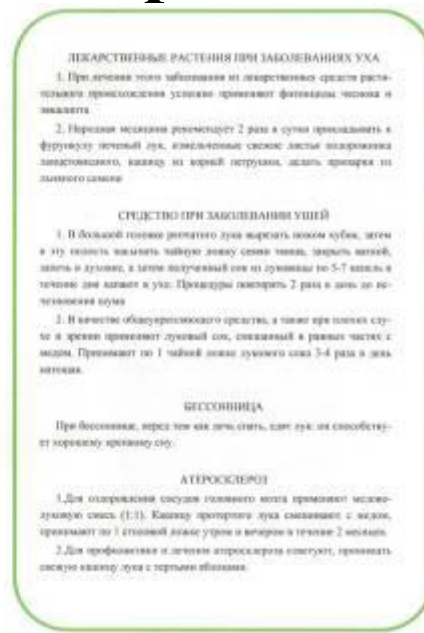 ЛЕКАРСТВЕННЫЕ РАСТЕНИЯ ПРИ ЗАБОЛЕВАНИЯХ УХА
1. При лечении этого заболевания из лекарственных средств расти-
тельного происхождения успешно применяют фитонциды чеснока и
эвкалипта.
2. Народная медицина рекомендует 2 раза в сутки прикладывать к
фурункулу печеный лук, измельченные свежие листья подорожника
ланцетовидного, кашицу из корней петрушки, делать припарки из
льняного семени
СРЕДСТВО ПРИ ЗАБОЛЕВАНИИ УШЕЙ
1. В большой головке репчатого лука вырезать ножом кубик, затем
в эту полость насыпать чайную ложку семян тмина, закрыть ваткой,
запечь в духовке, а затем полученный сок из луковицы по 5-7 капель в
течение дня капают в ухо. Процедуры повторять 2 раза в день до ис-
чезновения шума
2. В качестве общеукрепляющего средства, а также при плохих слу-
хе и зрении применяют луковый сок, смешанный в равных частях с
медом. Принимают по 1 чайной ложке лукового сока 3-4 раза в день
натощак.
БЕССОННИЦА
При бессоннице, перед тем как лечь спать, едят лук: он способству-
ет хорошему крепкому сну.
АТЕРОСКЛЕРОЗ
1.Для оздоровления сосудов головного мозга применяют медово-
луковую смесь (1:1). Кашицу протертого лука смешивают с медом,
принимают по 1 столовой ложке утром и вечером в течение 2 месяцев.
2.Для профилактики и лечения атеросклероза советуют, принимать
свежую кашицу лука с тертыми яблоками.